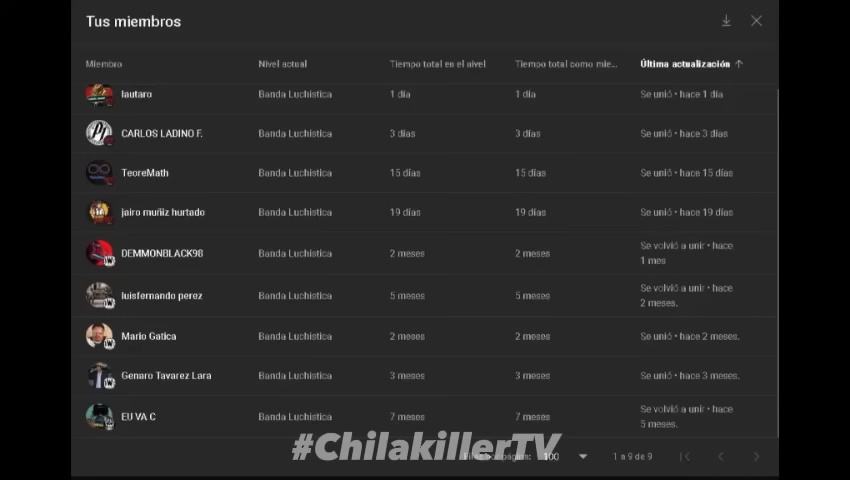 Tus miembros
Miembro Nivel actual Tiempo total en el nivel Tiempo total como mie... Última actualización
lautaro Banda Luchística 1 día 1 día Se unió • hace 1 día
CARLOS LADINO F. Banda Luchística 3 días 3 días Se unió • hace 3 días
TeoreMath Banda Luchística 15 días 15 días Se unió • hace 15 días
jairo muñiz hurtado Banda Luchística 19 días 19 días Se unió • hace 19 días
DEMMONBLACK98 Banda Luchística 2 meses 2 meses Se volvió a unir • hace
1 mes
luisfernando perez Banda Luchística 5 meses 5 meses Se volvió a unir • hace
2 meses.
Mario Gatica Banda Luchística 2 meses 2 meses Se unió • hace 2 meses.
Genaro Tavarez Lara Banda Luchística 3 meses 3 meses Se unió • hace 3 meses.
EU VA C Banda Luchística 7 meses 7 meses Se volvió a unir • hace
5 meses.
#ChilakillerTV
100 1 a 9 de 9